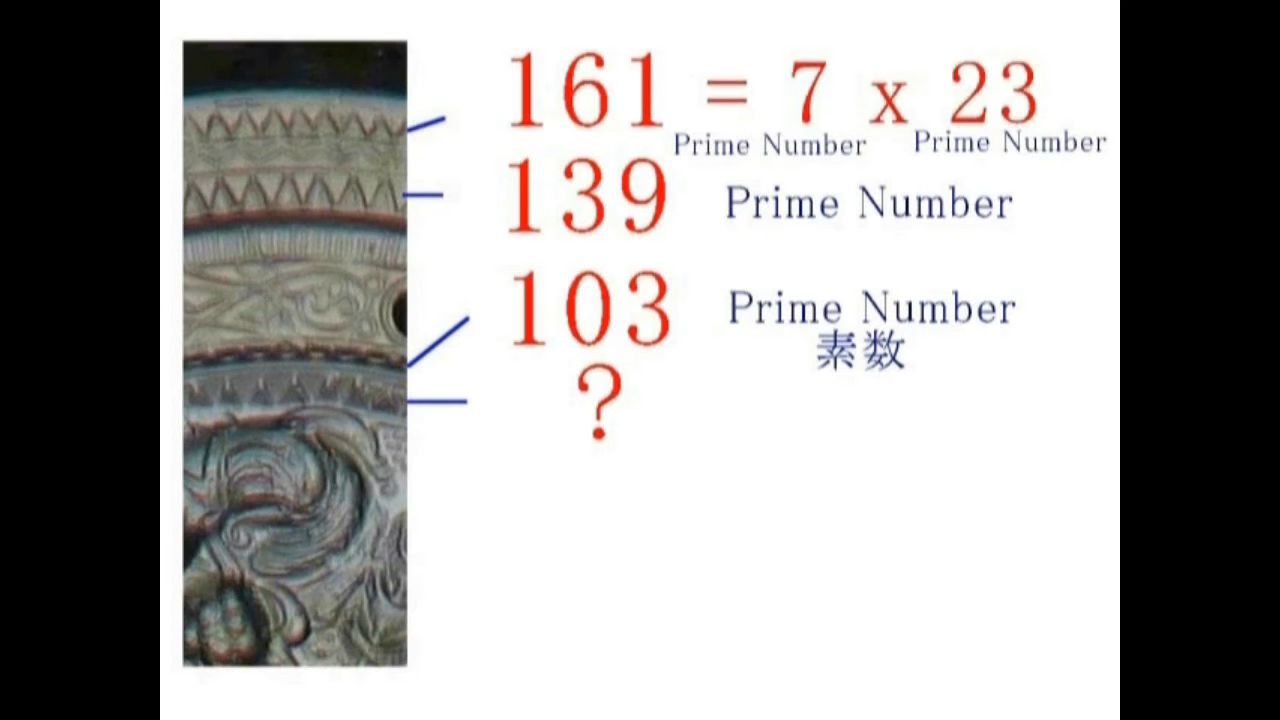 161 = 7 x 23
Prime Number Prime Number
139 Prime Number
103 Prime Number
素数
?